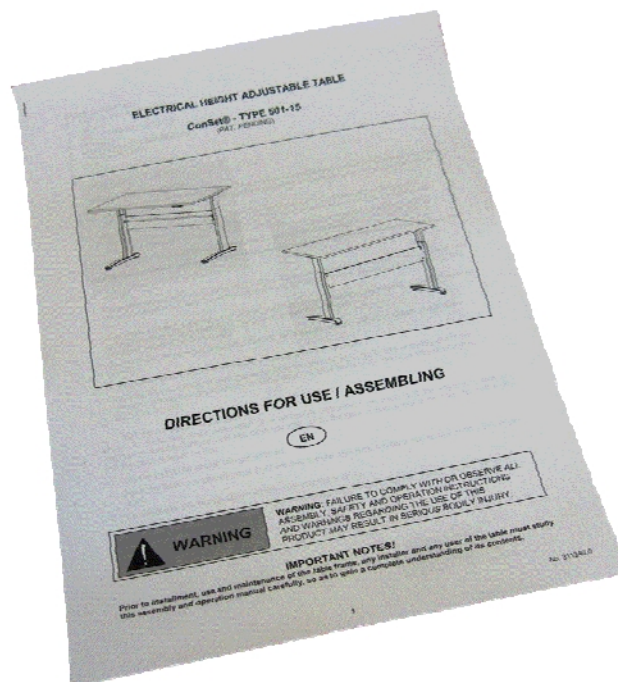 ELECTRICAL HEIGHT ADJUSTABLE TABLE
ConSet® - TYPE 501-15
(PAT. PENDING)
DIRECTIONS FOR USE / ASSEMBLING
EN
WARNING
WARNING: FAILURE TO COMPLY WITH OR OBSERVE ALL
ASSEMBLY, SAFETY AND OPERATION INSTRUCTIONS
AND WARNINGS REGARDING THE USE OF THIS
PRODUCT MAY RESULT IN SERIOUS BODILY INJURY.
IMPORTANT NOTES!
Prior to installment, use and maintenance of the table frame, any installer and any user of the table must study
this assembly and operation manual carefully, so as to gain a complete understanding of its contents.
No.
1